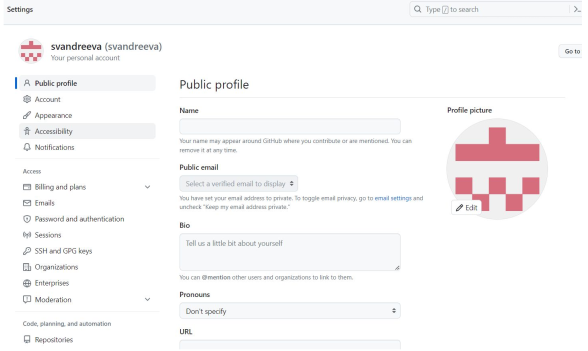 Settings
Type / to search
svandreeva (svandreeva)
Your personal account
Go to
Public profile
Account
Appearance
Accessibility
Notifications
Access
Billing and plans
Emails
Password and authentication
Sessions
SSH and GPG keys
Organizations
Enterprises
Moderation
Code, planning, and automation
Repositories
Public profile
Name
Your name may appear around GitHub where you contribute or are mentioned. You can
remove it at any time.
Public email
Select a verified email to display
You have set your email address to private. To toggle email privacy, go to email settings and
uncheck "Keep my email address private."
Bio
Tell us a little bit about yourself
You can @mention other users and organizations to link to them.
Pronouns
Don't specify
URL
Profile picture
Edit